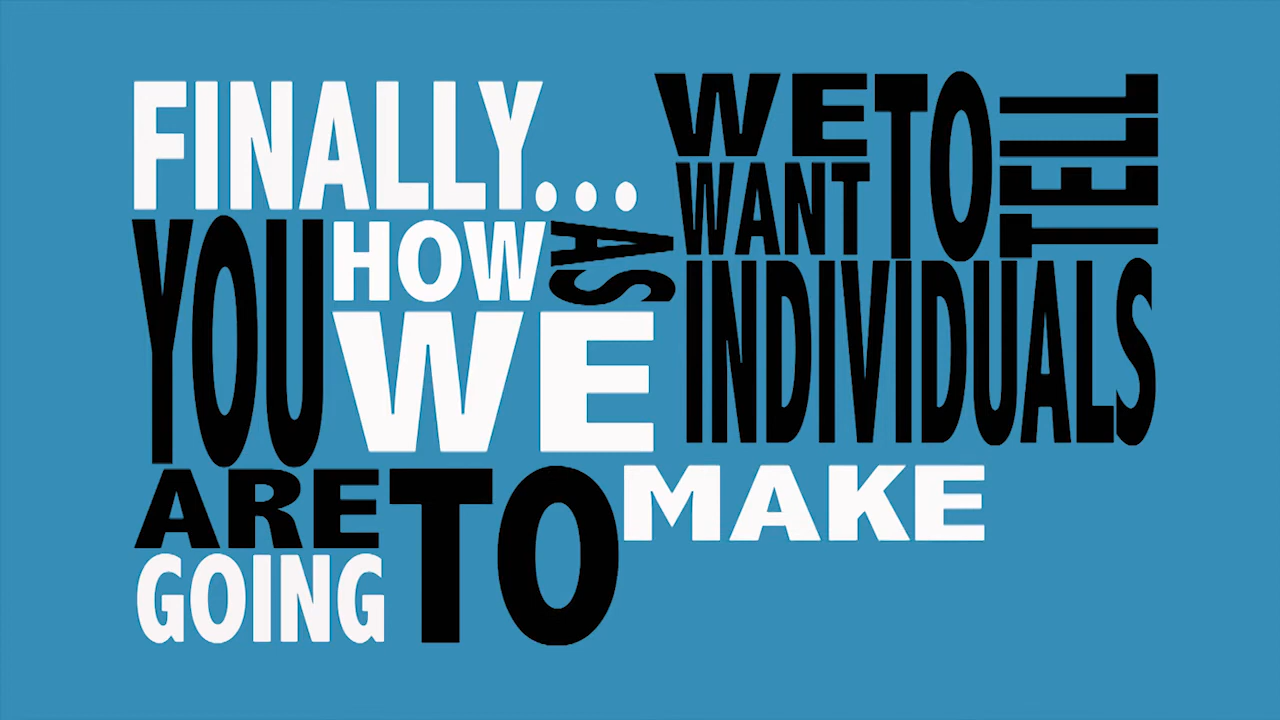 FINALLY...
WE WANT TO TELL
YOU HOW AS WE INDIVIDUALS
ARE GOING TO MAKE